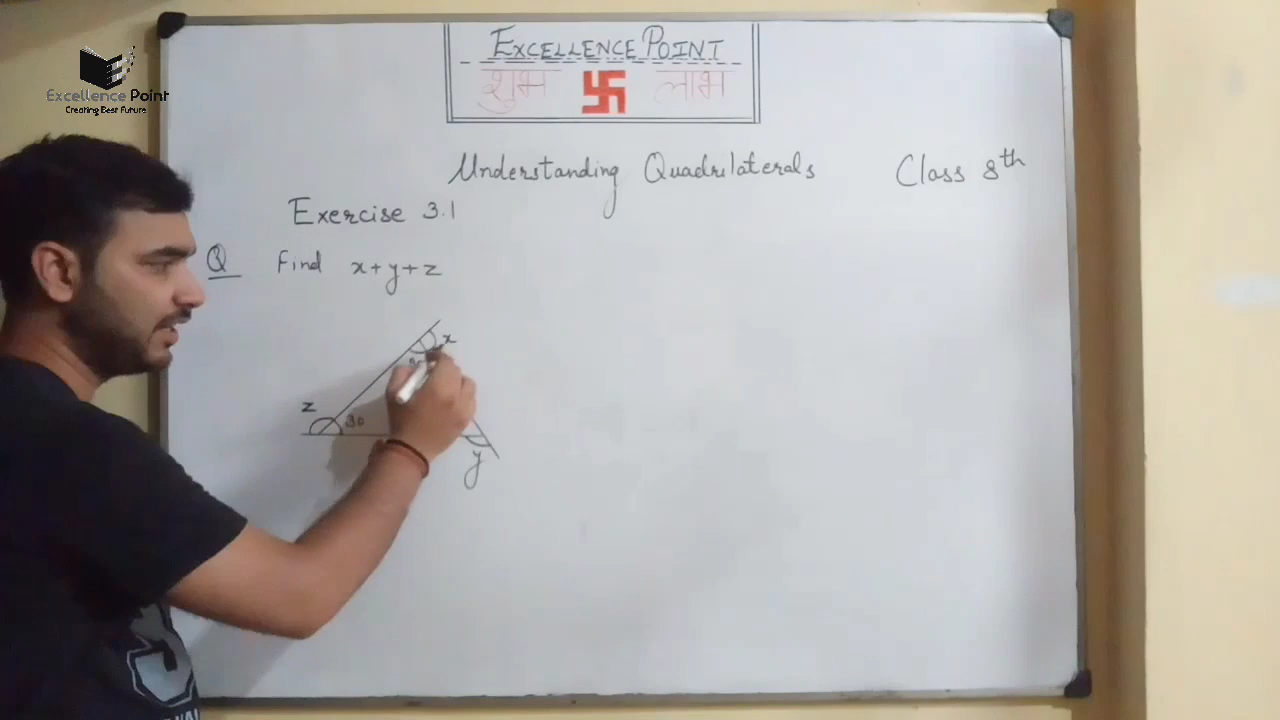 Excellence Point
Creating Best Future
EXCELLENCE POINT
शुभ लाभ
Understanding Quadrilaterals Class 8th
Exercise 3.1
Q Find x+y+z
x
z
30
y